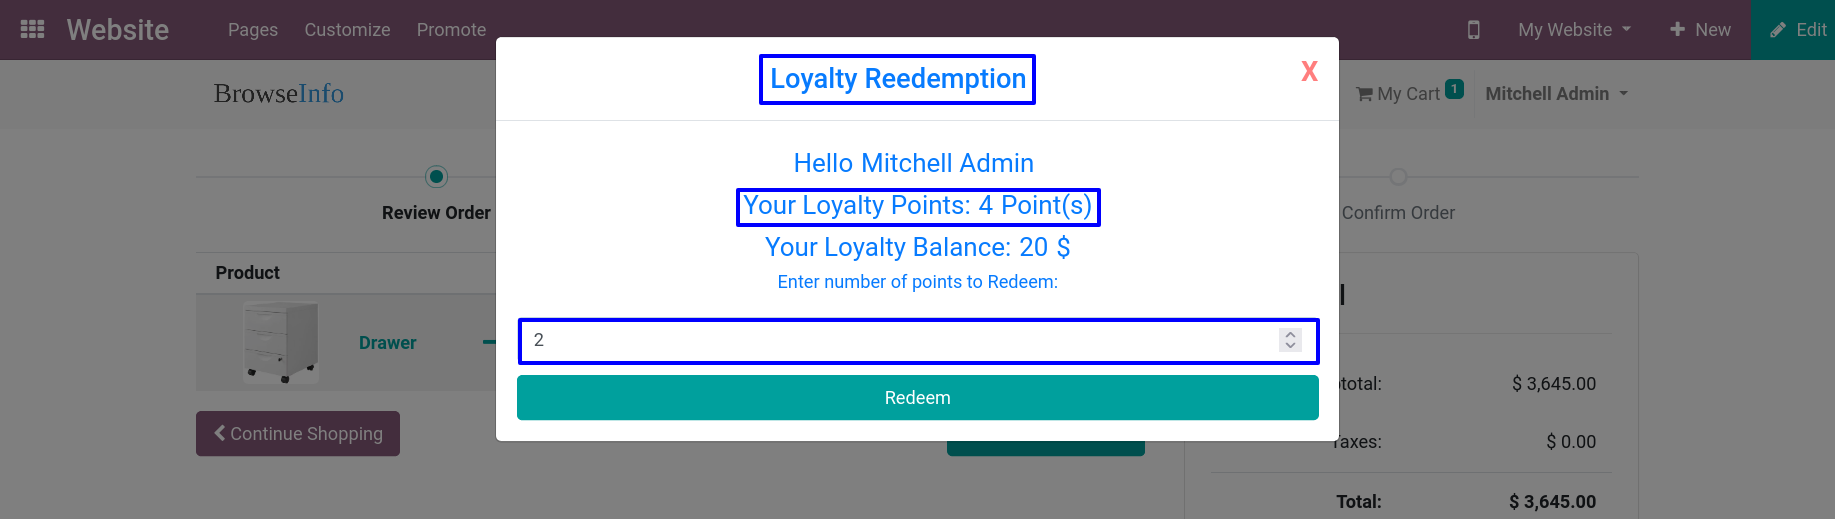 Website Pages Customize Promote My Website New Edit
Loyalty Reedemption
X
BrowseInfo My Cart 1 Mitchell Admin
Hello Mitchell Admin
Your Loyalty Points: 4 Point(s)
Review Order Confirm Order
Your Loyalty Balance: 20 $
Product Enter number of points to Redeem:
2
Drawer
$ 3,645.00
Redeem
Continue Shopping
$ 0.00
Total: $ 3,645.00